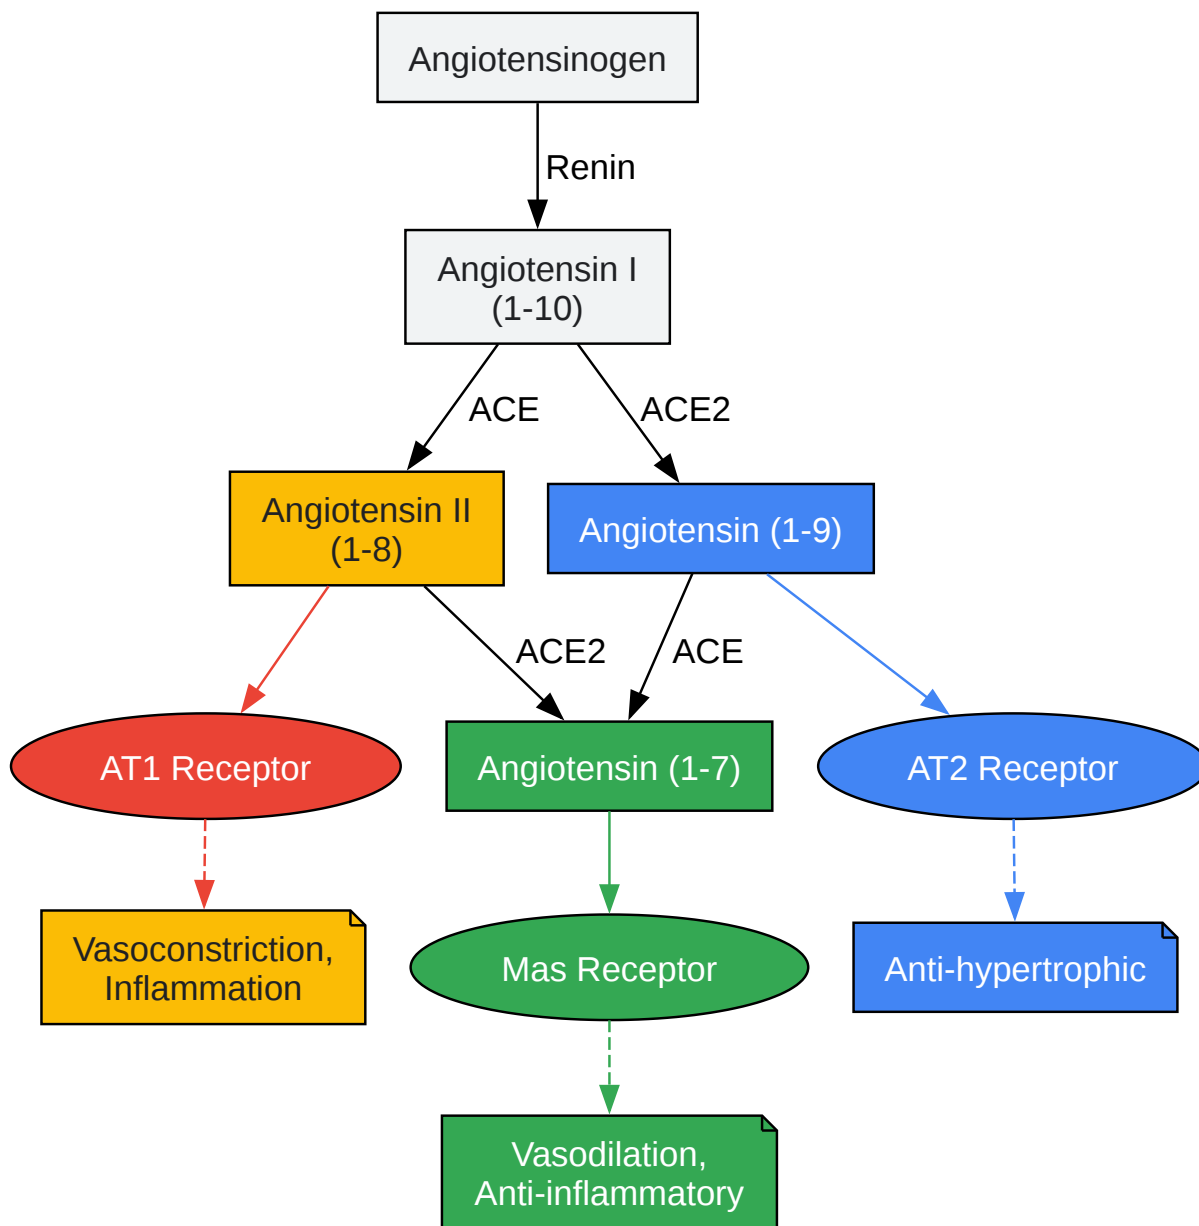 Angiotensinogen
Renin
Angiotensin I
(1-10)
ACE
ACE2
Angiotensin II
(1-8)
Angiotensin (1-9)
ACE2
ACE
AT1 Receptor
Angiotensin (1-7)
AT2 Receptor
Vasoconstriction,
Inflammation
Mas Receptor
Anti-hypertrophic
Vasodilation,
Anti-inflammatory